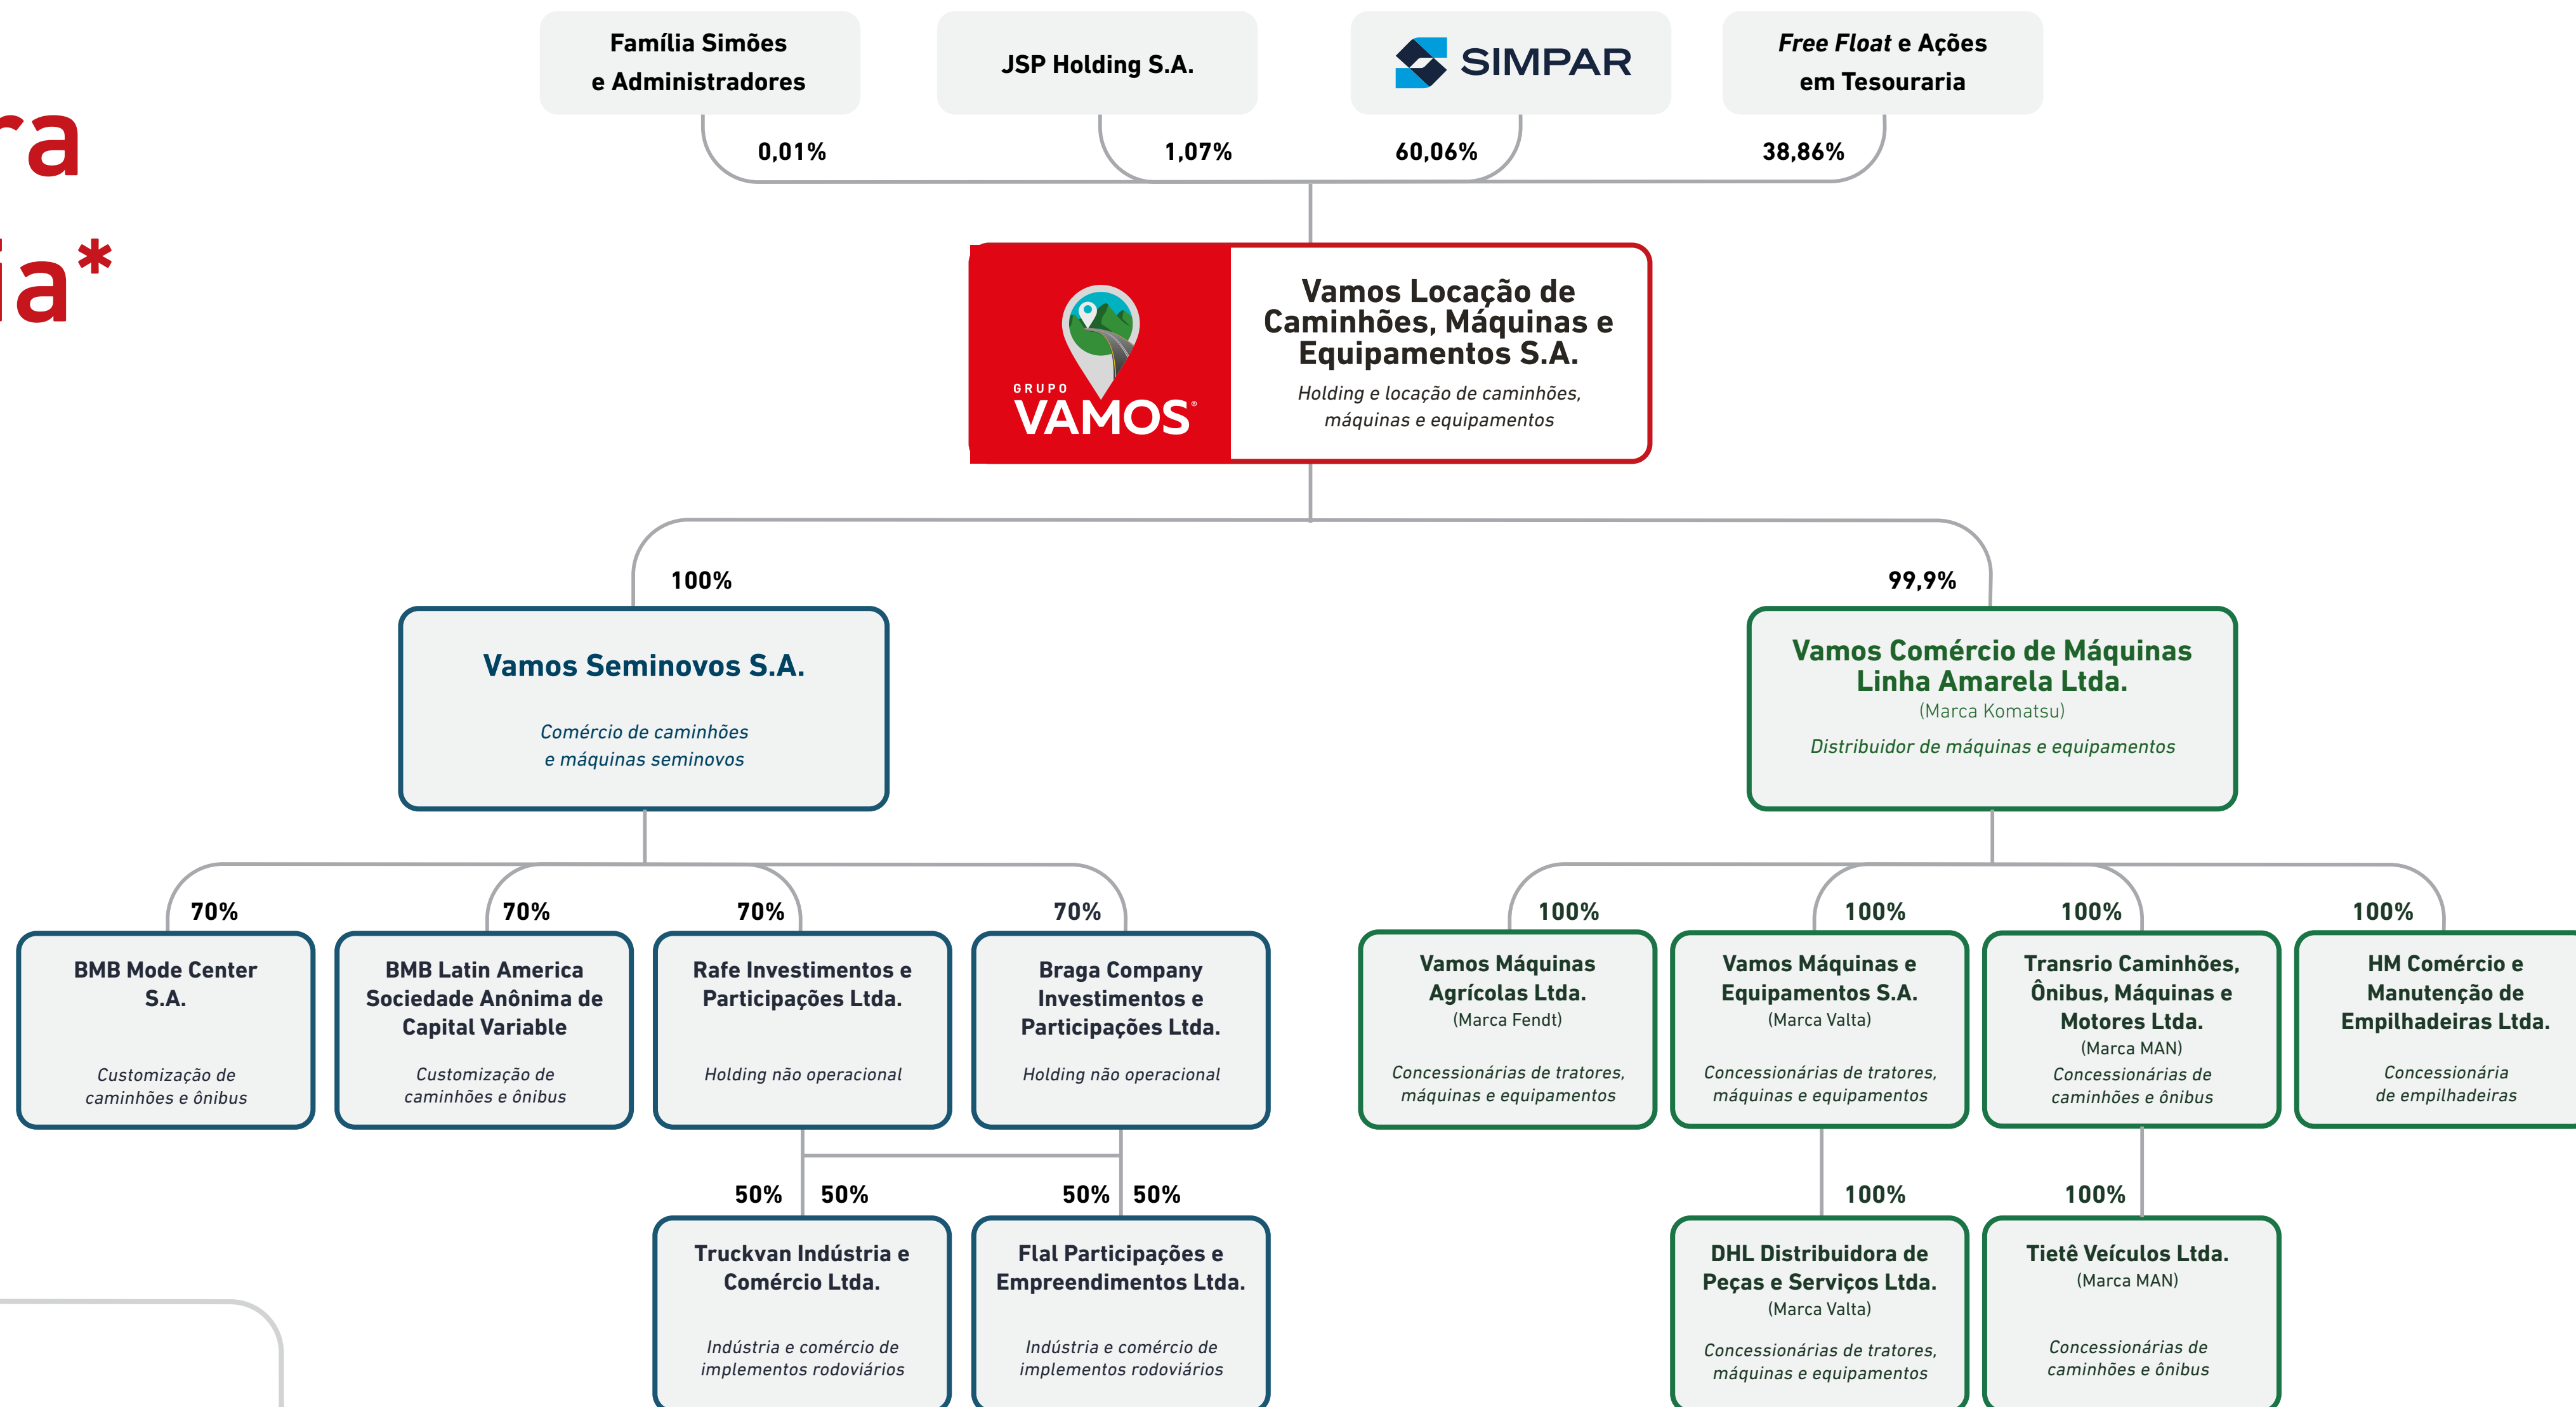 ra
ia*
Família Simões
e Administradores
JSP Holding S.A.
SIMPAR
Free Float e Ações
em Tesouraria
0,01%
1,07%
60,06%
38,86%
GRUPO
VAMOS®
Vamos Locação de
Caminhões, Máquinas e
Equipamentos S.A.
Holding e locação de caminhões,
máquinas e equipamentos
100%
99,9%
Vamos Seminovos S.A.
Comércio de caminhões
e máquinas seminovos
Vamos Comércio de Máquinas
Linha Amarela Ltda.
(Marca Komatsu)
Distribuidor de máquinas e equipamentos
70%
70%
70%
70%
100%
100%
100%
100%
BMB Mode Center
S.A.
Customização de
caminhões e ônibus
BMB Latin America
Sociedade Anônima de
Capital Variable
Customização de
caminhões e ônibus
Rafe Investimentos e
Participações Ltda.
Holding não operacional
Braga Company
Investimentos e
Participações Ltda.
Holding não operacional
Vamos Máquinas
Agrícolas Ltda.
(Marca Fendt)
Concessionárias de tratores,
máquinas e equipamentos
Vamos Máquinas e
Equipamentos S.A.
(Marca Valta)
Concessionárias de tratores,
máquinas e equipamentos
Transrio Caminhões,
Ônibus, Máquinas e
Motores Ltda.
(Marca MAN)
Concessionárias de
caminhões e ônibus
HM Comércio e
Manutenção de
Empilhadeiras Ltda.
Concessionária
de empilhadeiras
50%
50%
50%
50%
100%
100%
Truckvan Indústria e
Comércio Ltda.
Indústria e comércio de
implementos rodoviários
Flal Participações e
Empreendimentos Ltda.
Indústria e comércio de
implementos rodoviários
DHL Distribuidora de
Peças e Serviços Ltda.
(Marca Valta)
Concessionárias de tratores,
máquinas e equipamentos
Tietê Veículos Ltda.
(Marca MAN)
Concessionárias de
caminhões e ônibus